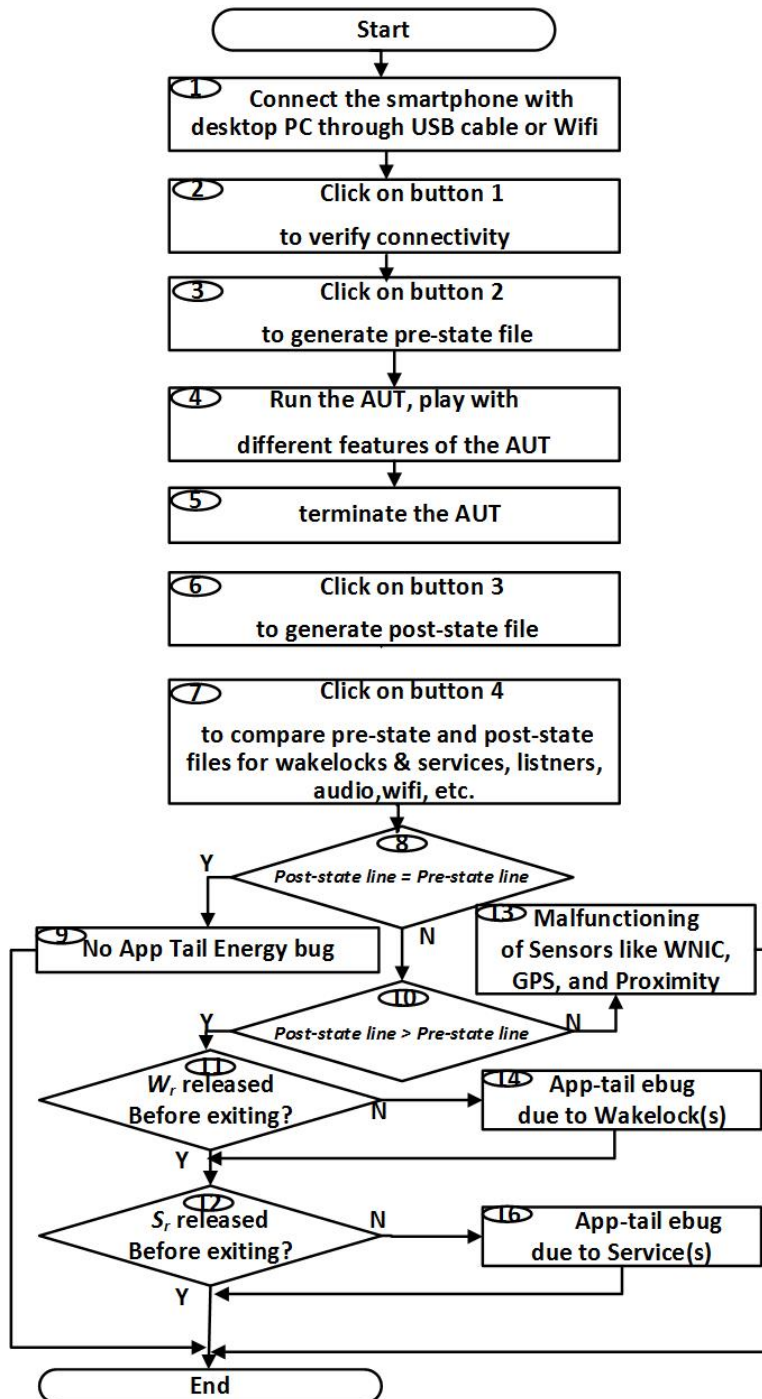 Start
1
Connect the smartphone with
desktop PC through USB cable or Wifi
2
Click on button 1
to verify connectivity
3
Click on button 2
to generate pre-state file
4
Run the AUT, play with
different features of the AUT
5
terminate the AUT
6
Click on button 3
to generate post-state file
7
Click on button 4
to compare pre-state and post-state
files for wakelocks & services, listners,
audio,wifi, etc.
8
Y
Post-state line = Pre-state line
N
9
No App Tail Energy bug
13
Malfunctioning
of Sensors like WNIC,
GPS, and Proximity
10
Y
Post-state line > Pre-state line
N
11
Wr released
Before exiting?
N
Y
14
App-tail ebug
due to Wakelock(s)
12
Sr released
Before exiting?
N
Y
16
App-tail ebug
due to Service(s)
End